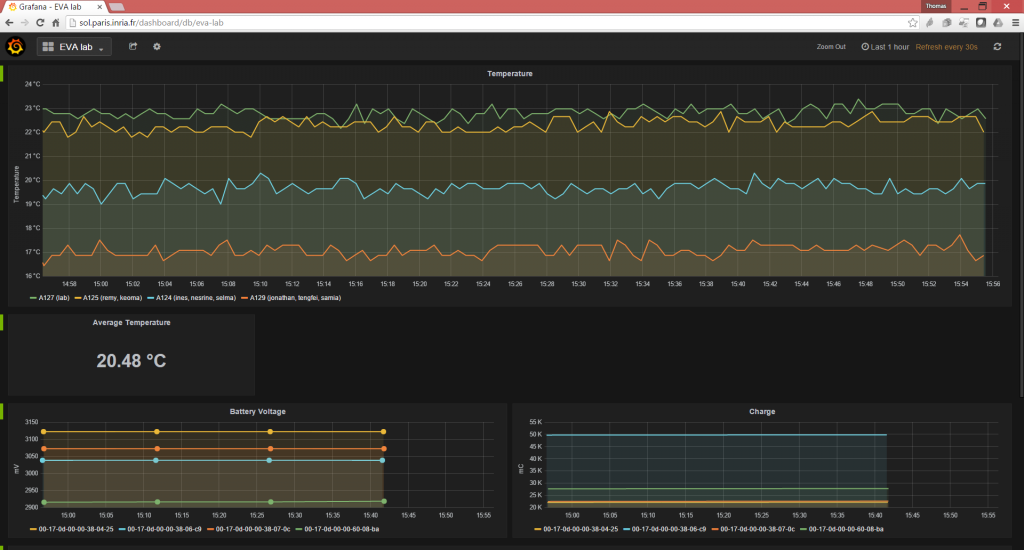 Grafana - EVA lab
Thomas
sol.paris.inria.fr/dashboard/db/eva-lab
EVA lab
Zoom Out
Last 1 hour
Refresh every 30s
Temperature
24 °C
23 °C
22 °C
21 °C
20 °C
19 °C
18 °C
17 °C
16 °C
Temperature
14:58 15:00 15:02 15:04 15:06 15:08 15:10 15:12 15:14 15:16 15:18 15:20 15:22 15:24 15:26 15:28 15:30 15:32 15:34 15:36 15:38 15:40 15:42 15:44 15:46 15:48 15:50 15:52 15:54 15:56
A127 (lab) A125 (remy, keoma) A124 (ines, nesrine, selma) A129 (jonathan, tengfei, samia)
Average Temperature
20.48 °C
Battery Voltage
3150
3100
3050
3000
2950
2900
mV
15:00 15:05 15:10 15:15 15:20 15:25 15:30 15:35 15:40 15:45 15:50 15:55
00-17-0d-00-00-38-04-25 00-17-0d-00-00-38-06-c9 00-17-0d-00-00-38-07-0c 00-17-0d-00-00-60-08-ba
Charge
55 K
50 K
45 K
40 K
35 K
30 K
25 K
20 K
mC
15:00 15:05 15:10 15:15 15:20 15:25 15:30 15:35 15:40 15:45 15:50 15:55
00-17-0d-00-00-38-04-25 00-17-0d-00-00-38-06-c9 00-17-0d-00-00-38-07-0c 00-17-0d-00-00-60-08-ba